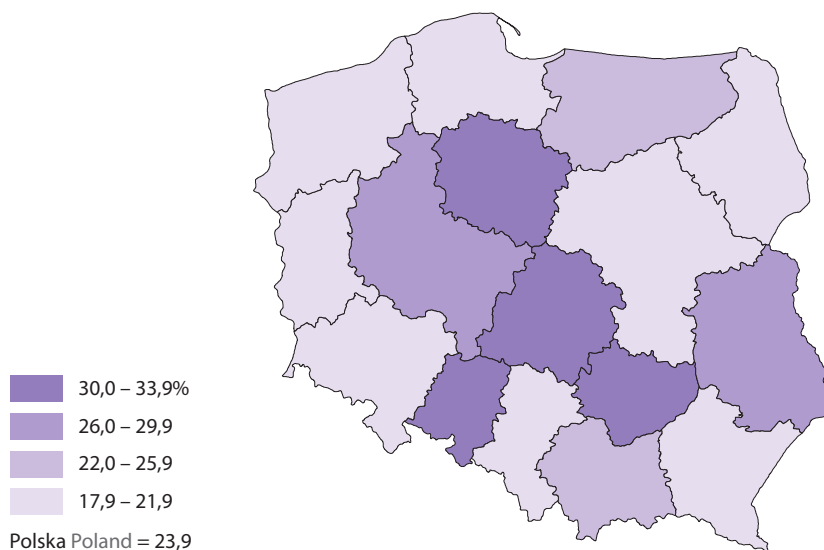 30,0 – 33,9%
26,0 – 29,9
22,0 – 25,9
17,9 – 21,9
Polska Poland = 23,9